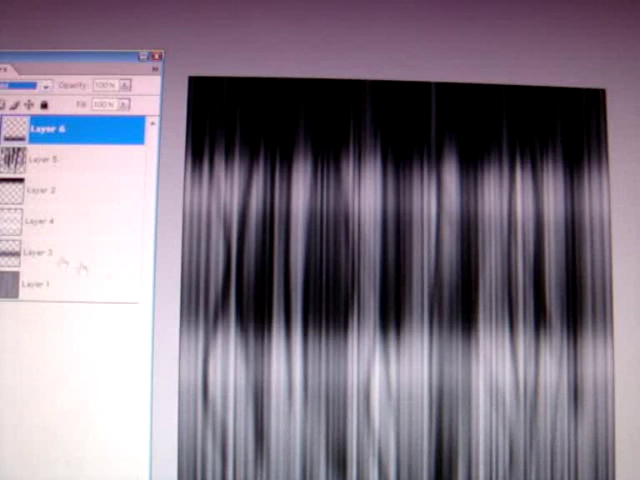 Opacity: 100%
Fill: 100%
Layer 6
Layer 5
Layer 2
Layer 4
Layer 3
Layer 1